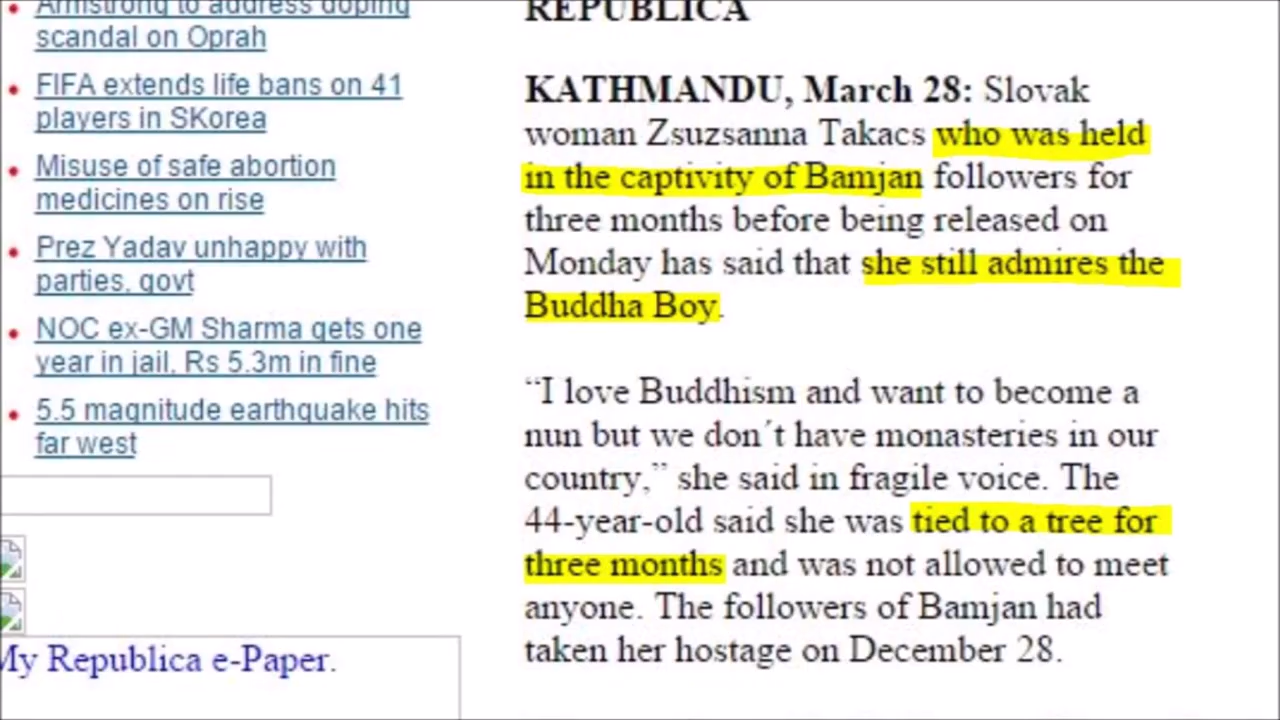 Armstrong to address doping
scandal on Oprah
FIFA extends life bans on 41
players in SKorea
Misuse of safe abortion
medicines on rise
Prez Yadav unhappy with
parties, govt
NOC ex-GM Sharma gets one
year in jail, Rs 5.3m in fine
5.5 magnitude earthquake hits
far west
My Republica e-Paper.
REPUBLICA
KATHMANDU, March 28: Slovak
woman Zsuzsanna Takacs who was held
in the captivity of Bamjan followers for
three months before being released on
Monday has said that she still admires the
Buddha Boy.
“I love Buddhism and want to become a
nun but we don´t have monasteries in our
country,” she said in fragile voice. The
44-year-old said she was tied to a tree for
three months and was not allowed to meet
anyone. The followers of Bamjan had
taken her hostage on December 28.